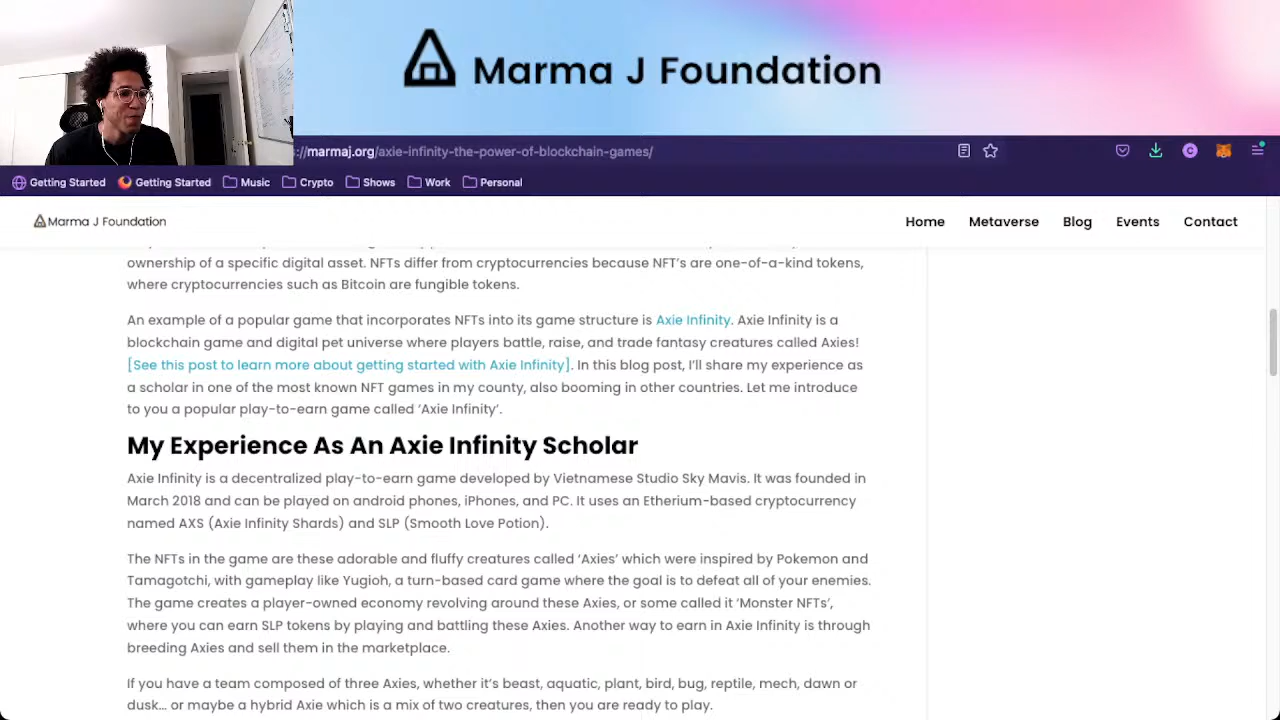 Marma J Foundation
://marmaj.org/axie-infinity-the-power-of-blockchain-games/
Getting Started Getting Started Music Crypto Shows Work Personal
Marma J Foundation Home Metaverse Blog Events Contact
ownership of a specific digital asset. NFTs differ from cryptocurrencies because NFT's are one-of-a-kind tokens,
where cryptocurrencies such as Bitcoin are fungible tokens.
An example of a popular game that incorporates NFTs into its game structure is Axie Infinity. Axie Infinity is a
blockchain game and digital pet universe where players battle, raise, and trade fantasy creatures called Axies!
[See this post to learn more about getting started with Axie Infinity]. In this blog post, I'll share my experience as
a scholar in one of the most known NFT games in my county, also booming in other countries. Let me introduce
to you a popular play-to-earn game called ‘Axie Infinity’.
My Experience As An Axie Infinity Scholar
Axie Infinity is a decentralized play-to-earn game developed by Vietnamese Studio Sky Mavis. It was founded in
March 2018 and can be played on android phones, iPhones, and PC. It uses an Etherium-based cryptocurrency
named AXS (Axie Infinity Shards) and SLP (Smooth Love Potion).
The NFTs in the game are these adorable and fluffy creatures called ‘Axies’ which were inspired by Pokemon and
Tamagotchi, with gameplay like Yugioh, a turn-based card game where the goal is to defeat all of your enemies.
The game creates a player-owned economy revolving around these Axies, or some called it ‘Monster NFTs’,
where you can earn SLP tokens by playing and battling these Axies. Another way to earn in Axie Infinity is through
breeding Axies and sell them in the marketplace.
If you have a team composed of three Axies, whether it’s beast, aquatic, plant, bird, bug, reptile, mech, dawn or
dusk… or maybe a hybrid Axie which is a mix of two creatures, then you are ready to play.